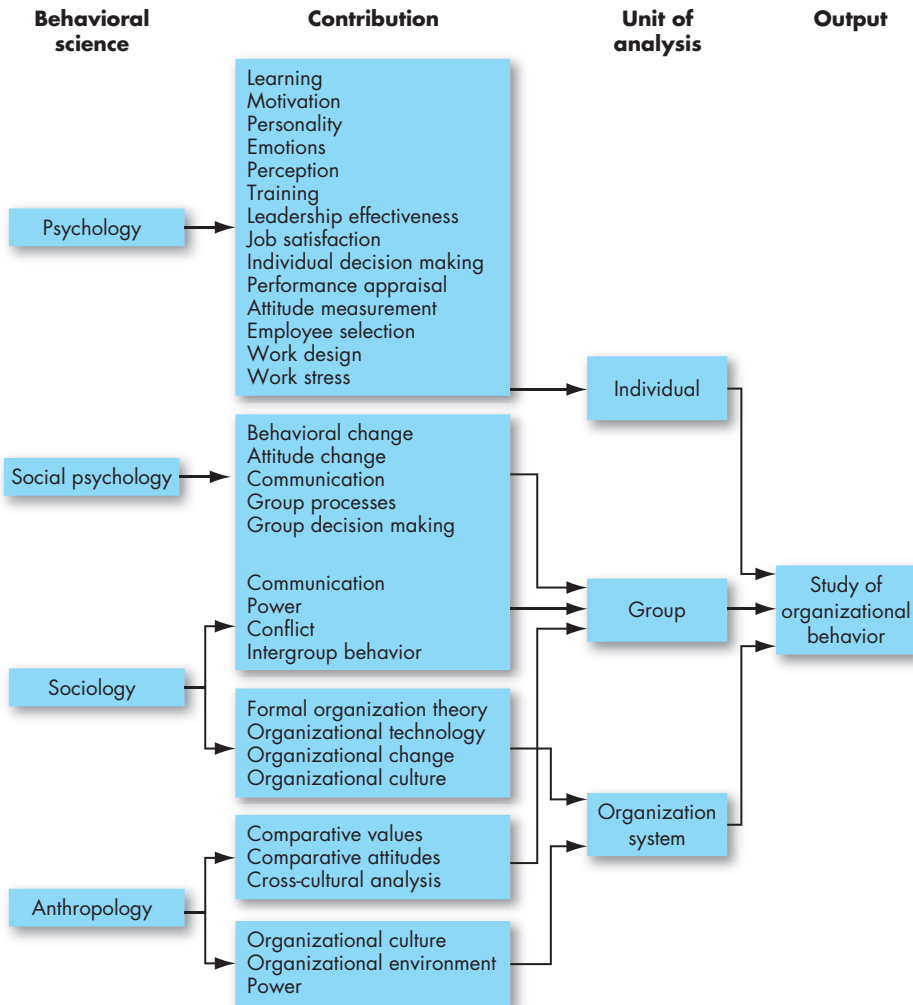 Behavioral
science
Contribution
Unit of
analysis
Output
Psychology
Learning
Motivation
Personality
Emotions
Perception
Training
Leadership effectiveness
Job satisfaction
Individual decision making
Performance appraisal
Attitude measurement
Employee selection
Work design
Work stress
Individual
Social psychology
Behavioral change
Attitude change
Communication
Group processes
Group decision making
Communication
Power
Conflict
Intergroup behavior
Group
Study of
organizational
behavior
Sociology
Formal organization theory
Organizational technology
Organizational change
Organizational culture
Organization
system
Anthropology
Comparative values
Comparative attitudes
Cross-cultural analysis
Organizational culture
Organizational environment
Power